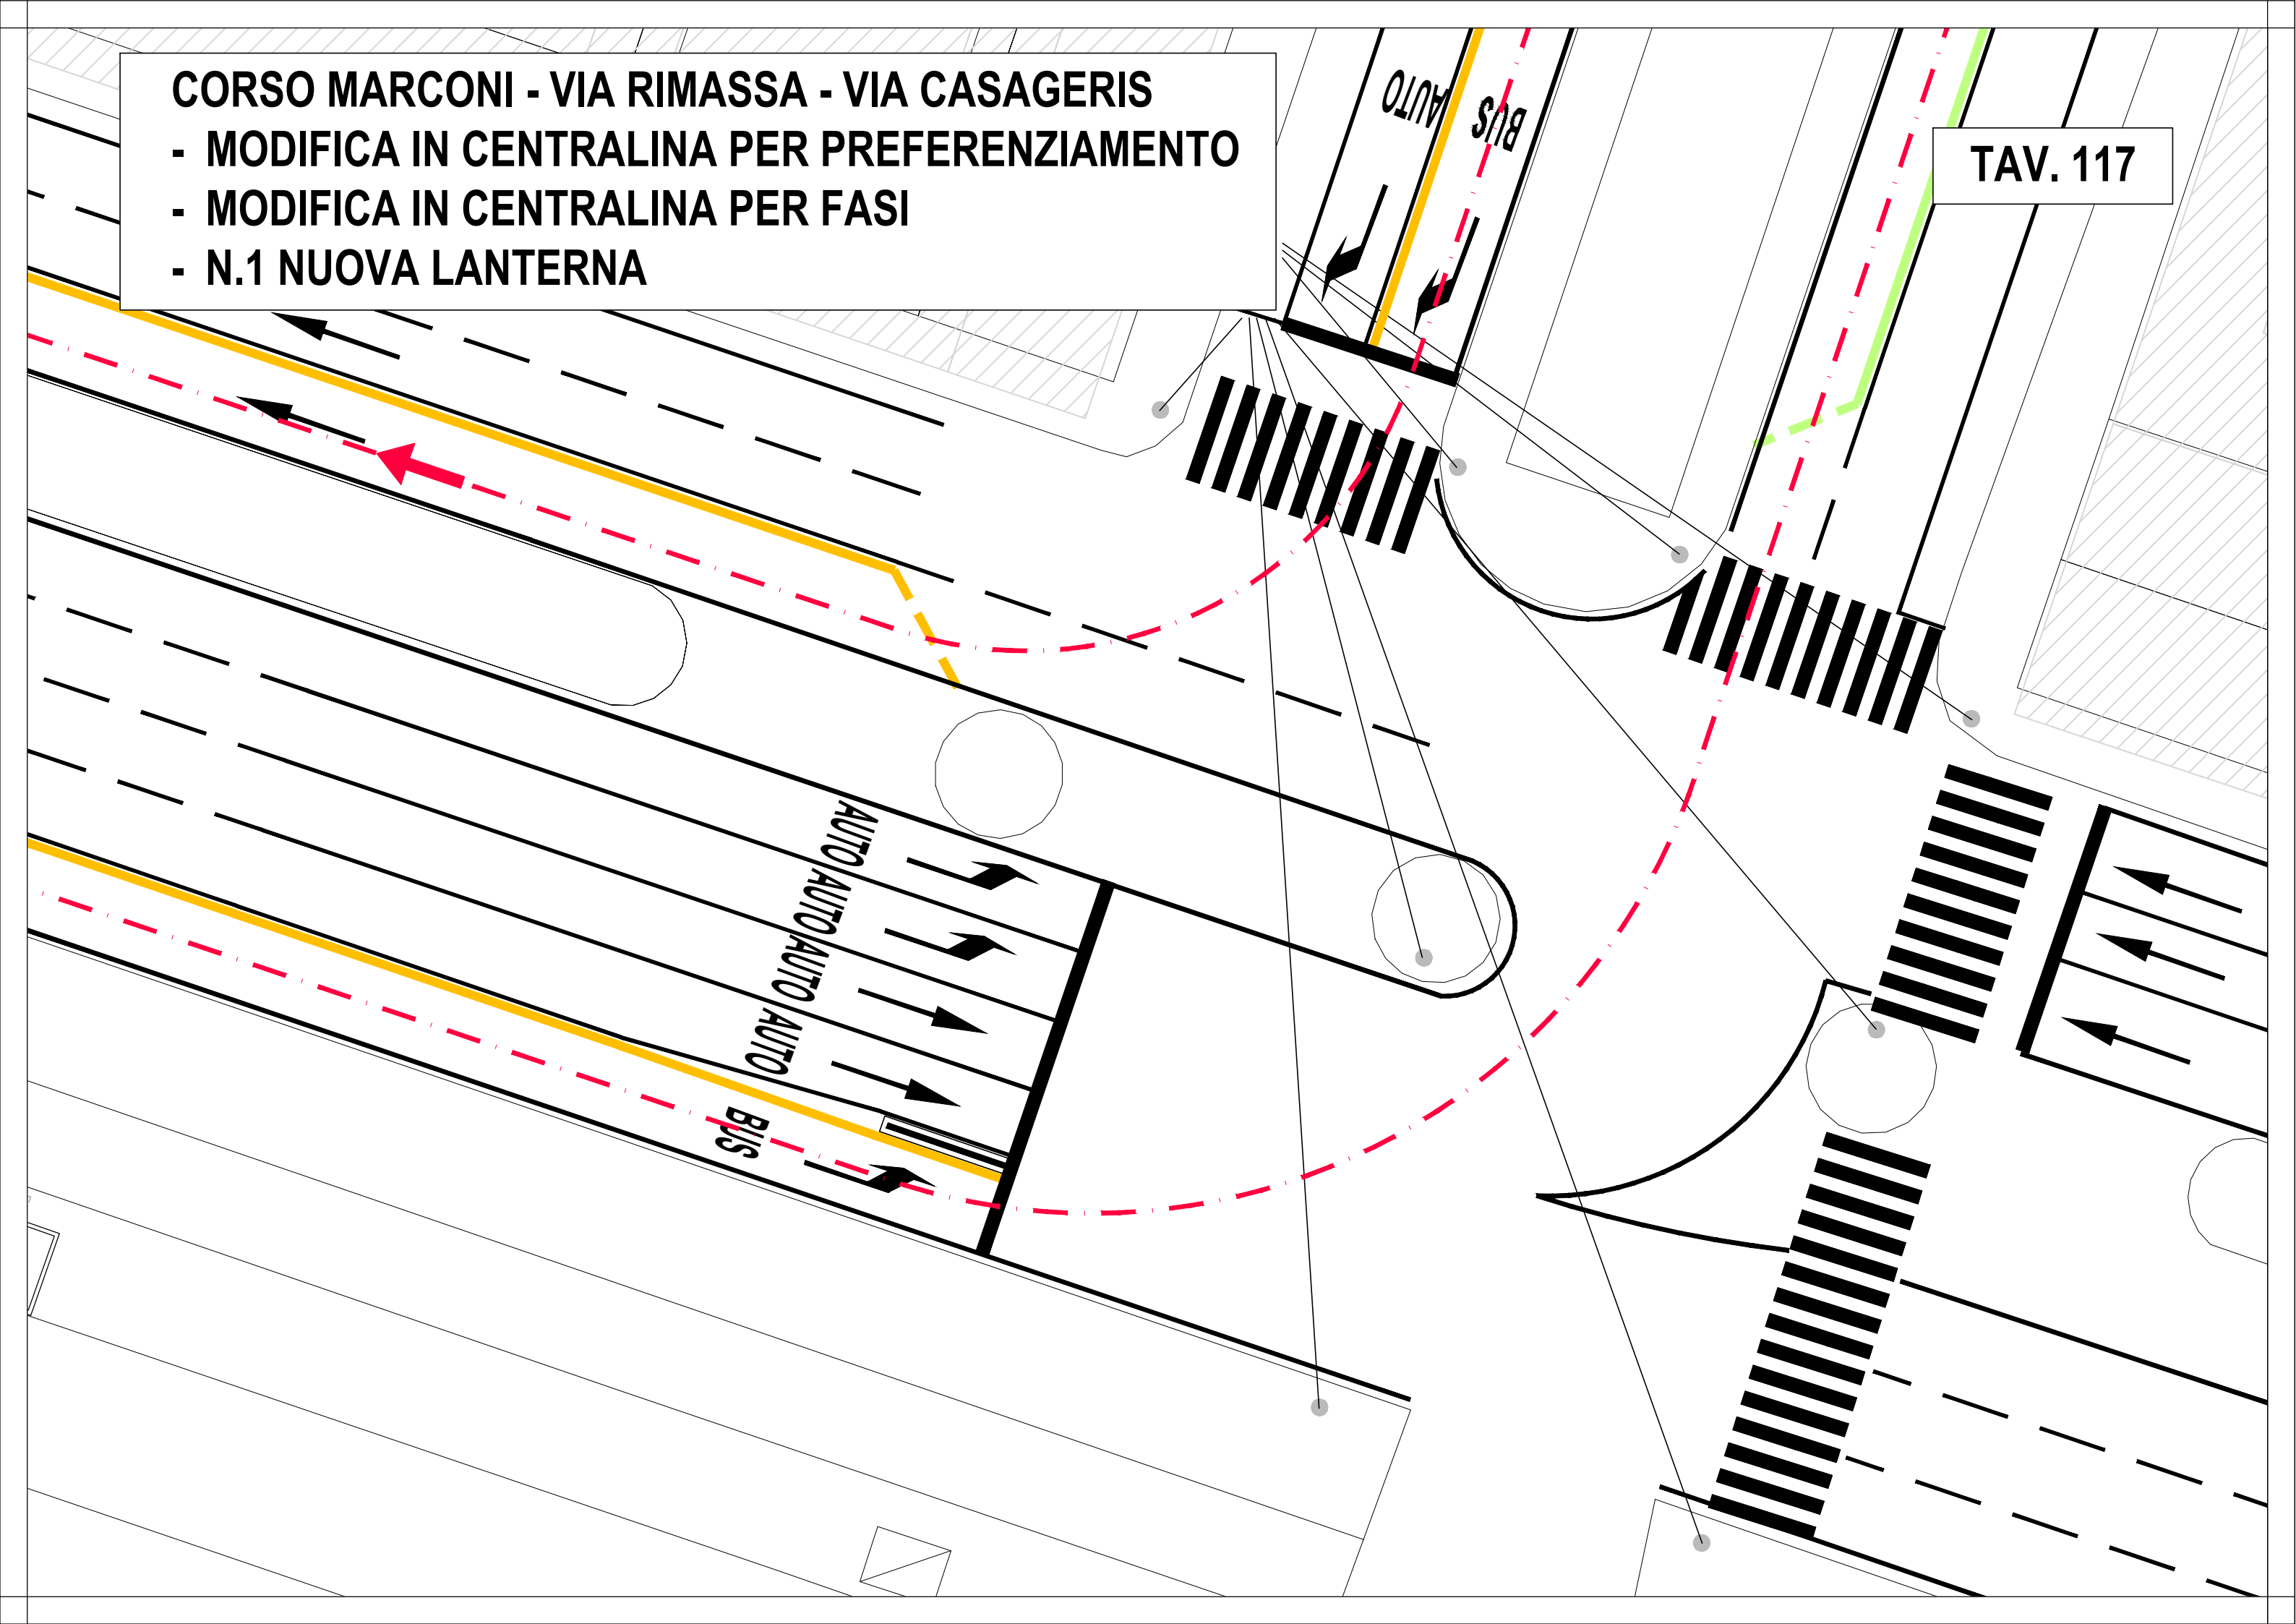 CORSO MARCONI - VIA RIMASSA - VIA CASAGERIS
- MODIFICA IN CENTRALINA PER PREFERENZIAMENTO
- MODIFICA IN CENTRALINA PER FASI
- N.1 NUOVA LANTERNA
AUTO
BUS
TAV. 117
AUTO
AUTO
AUTO
AUTO
BUS